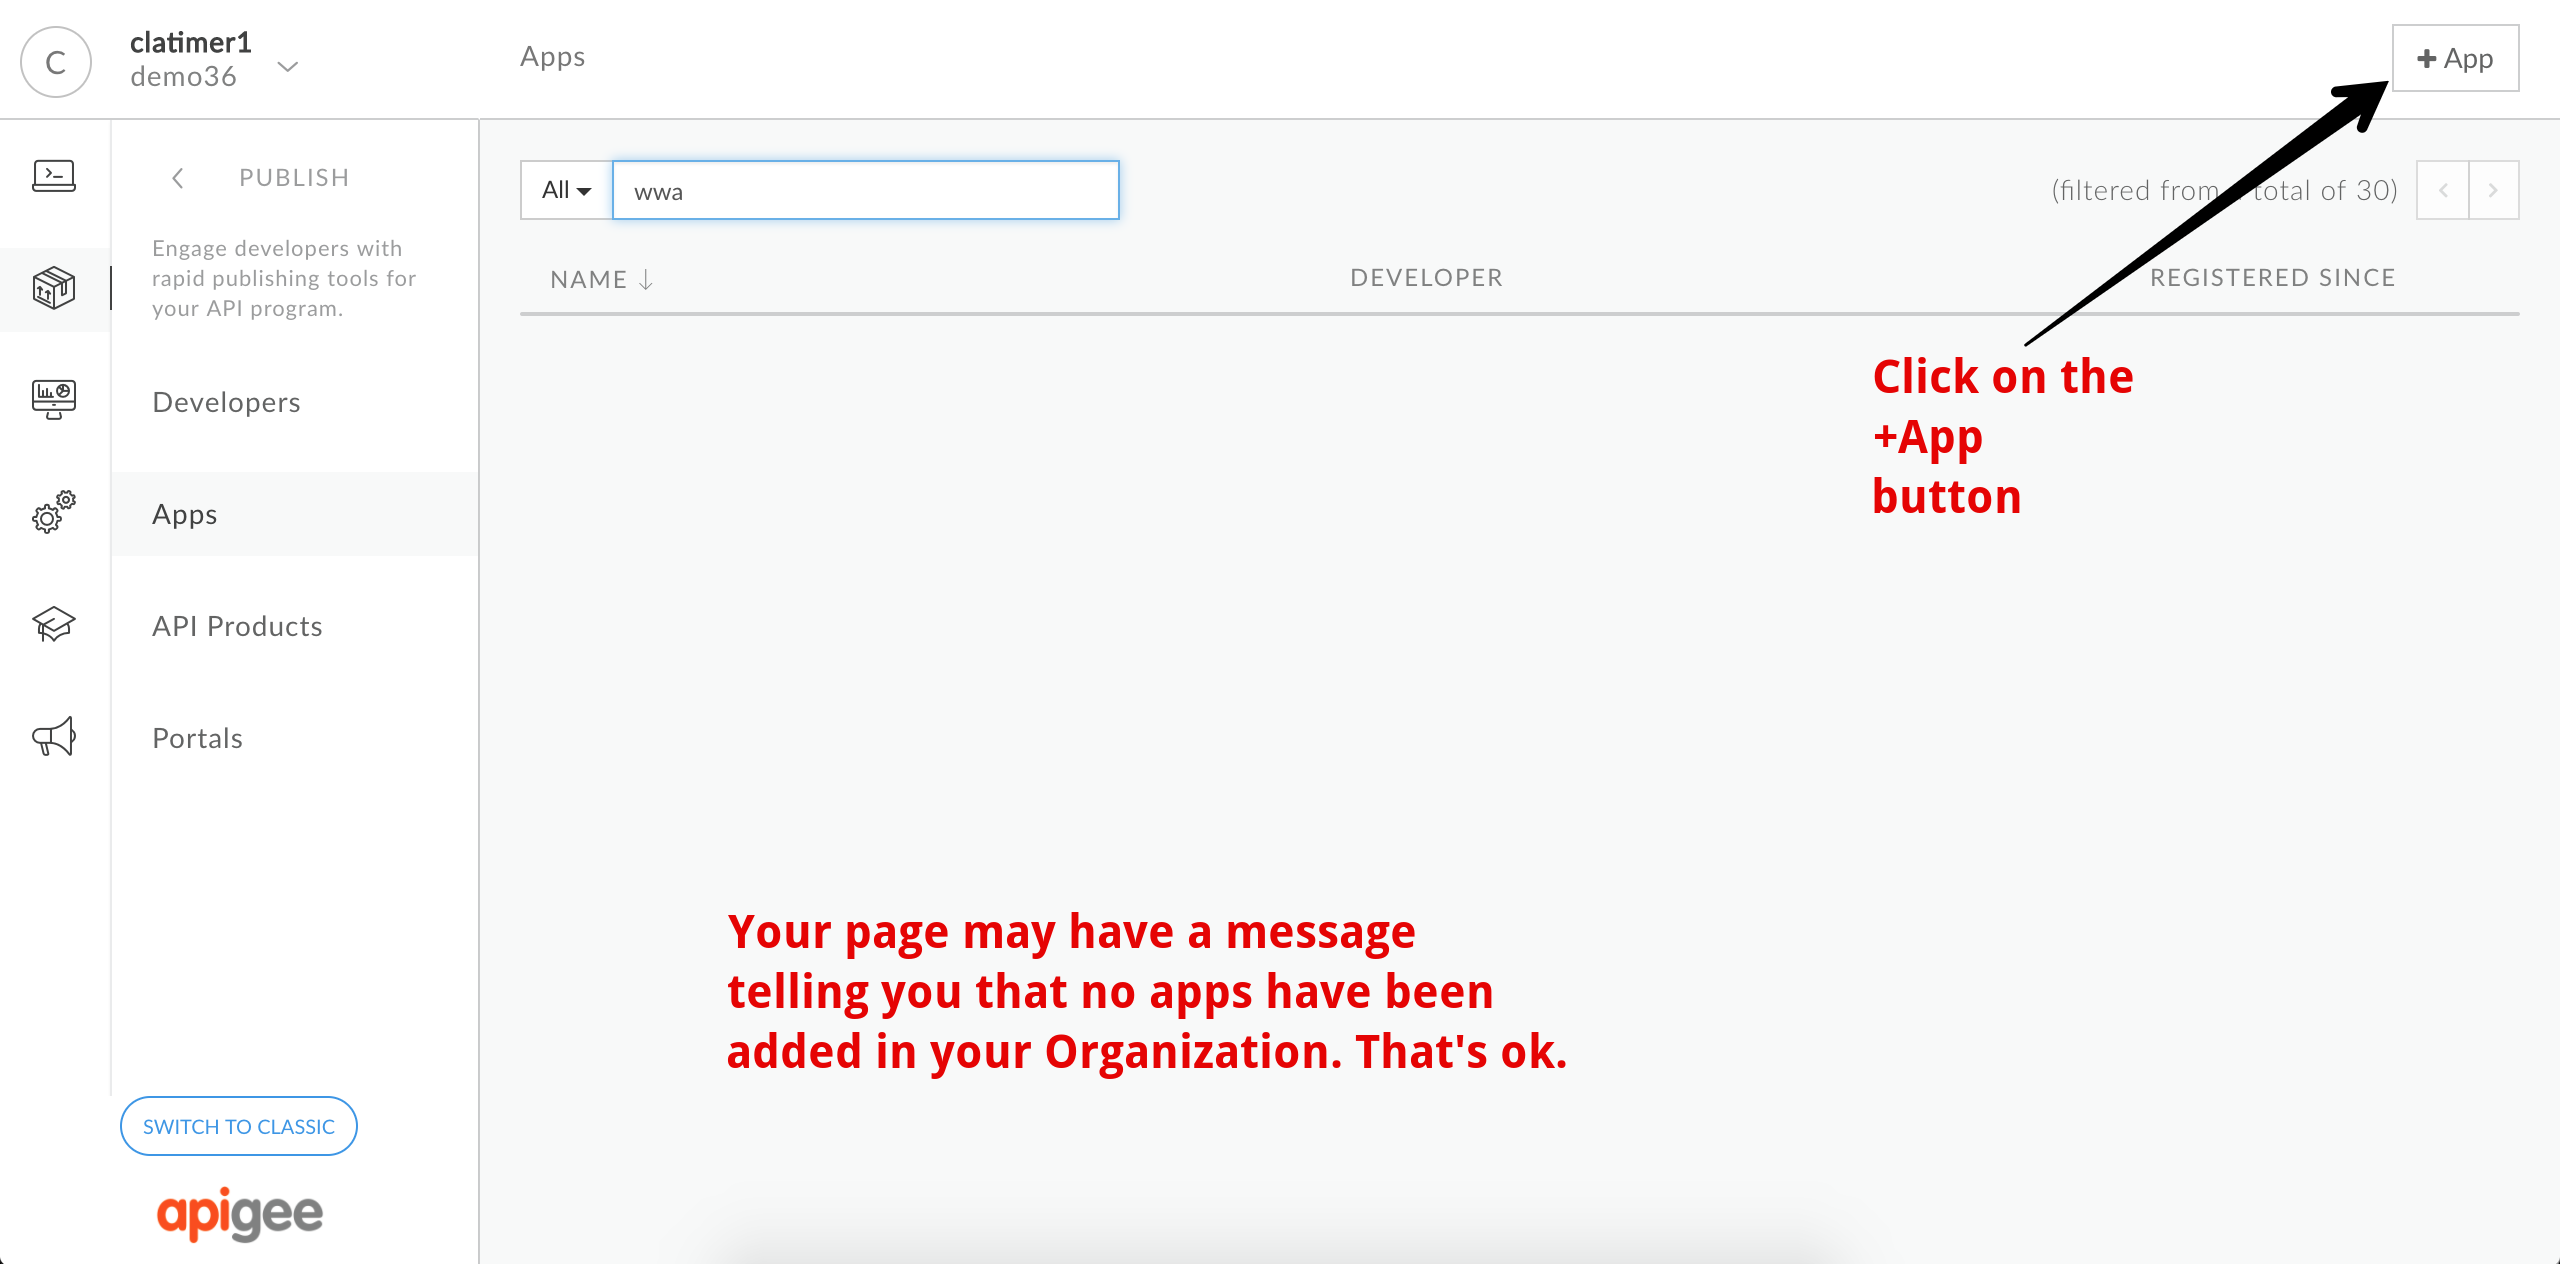 C
clatimer1
demo36
Apps
+ App
PUBLISH
Engage developers with
rapid publishing tools for
your API program.
Developers
Apps
API Products
Portals
SWITCH TO CLASSIC
apigee
All
wwa
(filtered from total of 30)
NAME ↓
DEVELOPER
REGISTERED SINCE
Click on the
+App
button
Your page may have a message
telling you that no apps have been
added in your Organization. That's ok.